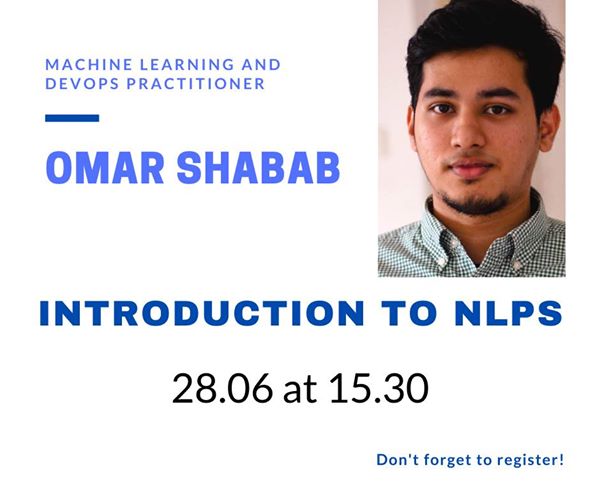 MACHINE LEARNING AND
DEVOPS PRACTITIONER
OMAR SHABAB
INTRODUCTION TO NLPS
28.06 at 15.30
Don't forget to register!